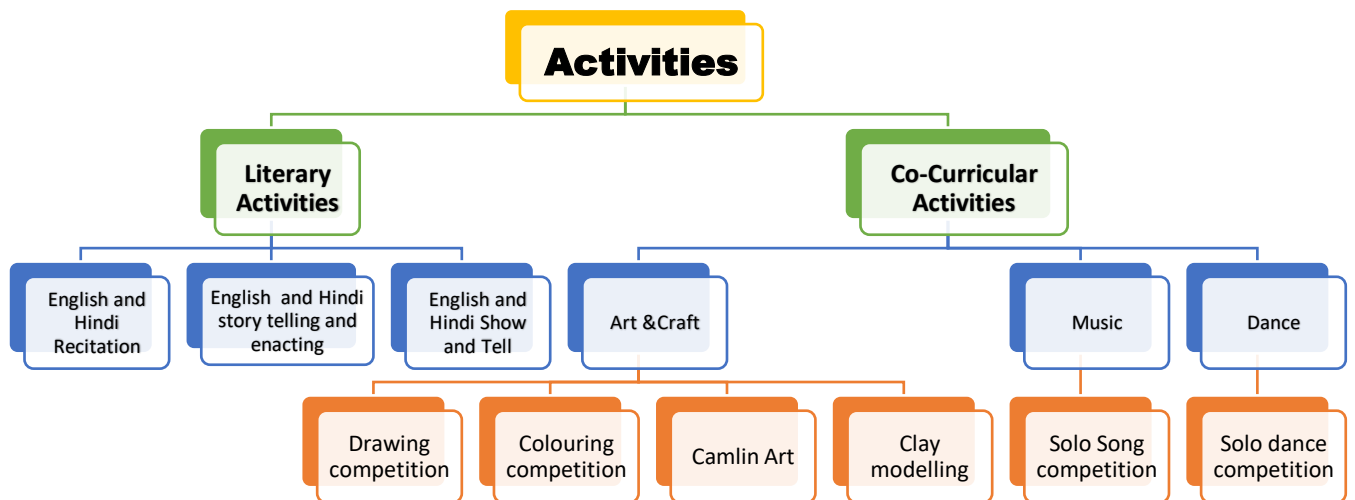 Activities
Literary
Activities
Co-Curricular
Activities
English and
Hindi
Recitation
English  and Hindi
story telling and
enacting
English and
Hindi Show
and Tell
Art &Craft
Music
Dance
Drawing
competition
Colouring
competition
Camlin Art
Clay
modelling
Solo Song
competition
Solo dance
competition